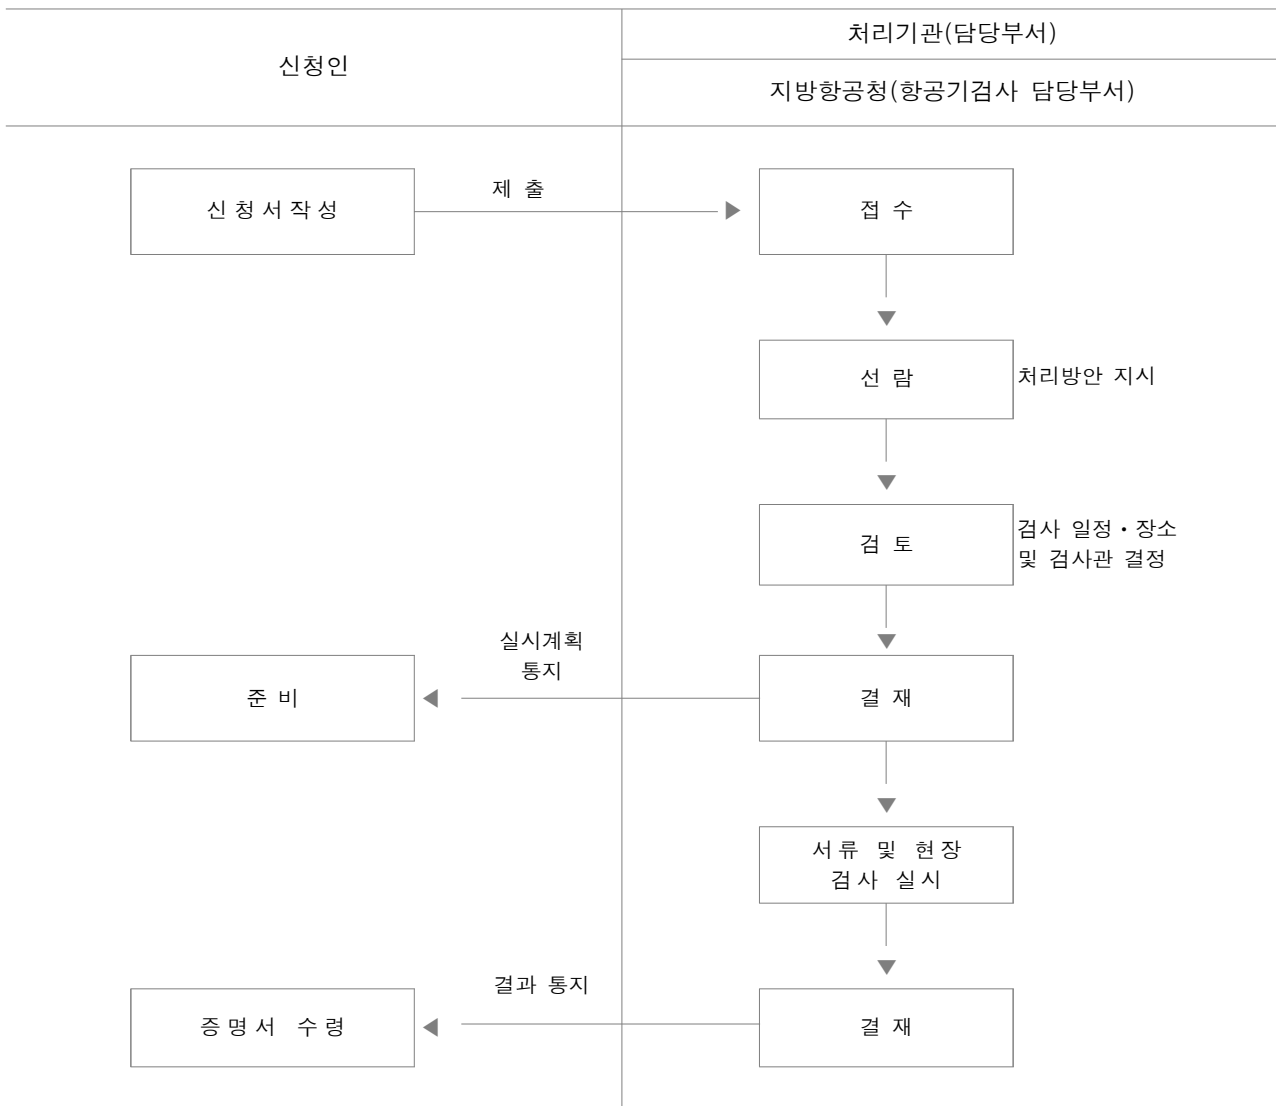 신청인
처리기관(담당부서)
지방항공청(항공기검사 담당부서)
신청서작성
제 출
접 수
선 람
처리방안 지시
검 토
검사 일정·장소
및 검사관 결정
실시계획
통지
준 비
결 재
서류 및 현장
검사 실시
결과 통지
증명서 수령
결 재